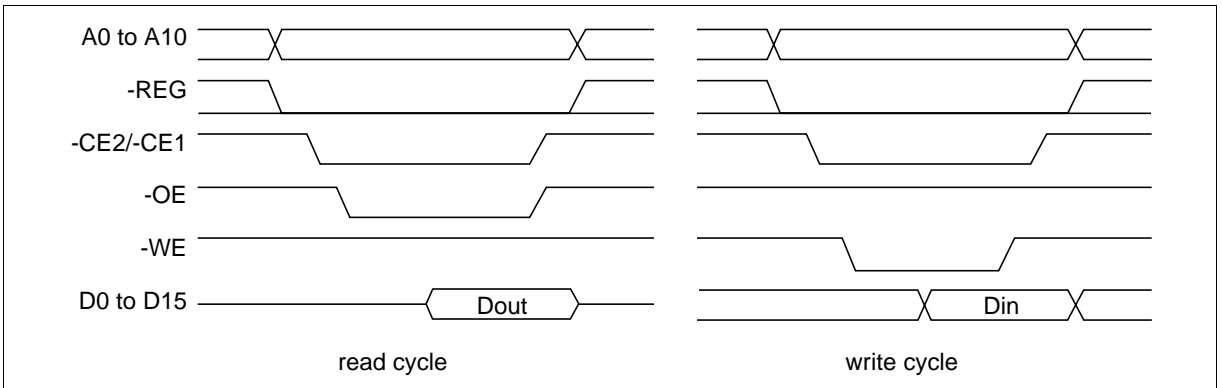 A0 to A10
-REG
-CE2/-CE1
-OE
-WE
D0 to D15 Dout Din
read cycle write cycle